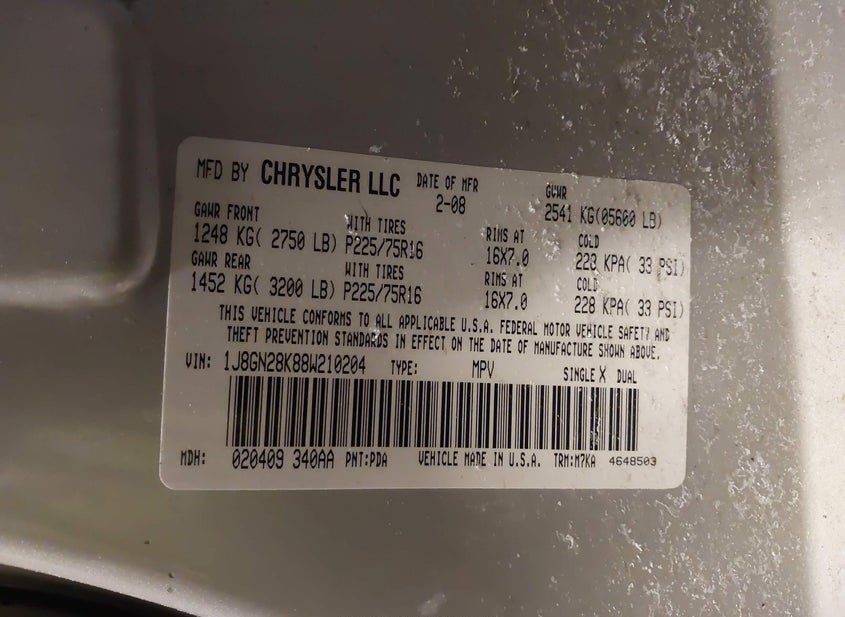 MFD BY CHRYSLER LLC DATE OF MFR GVWR
2-08 2541 KG(05600 LB)
GAWR FRONT WITH TIRES RIMS AT COLD
1248 KG( 2750 LB) P225/75R16 16X7.0 223 KPA( 33 PSI)
GAWR REAR WITH TIRES RIMS AT COLD
1452 KG( 3200 LB) P225/75R16 16X7.0 228 KPA( 33 PSI)
THIS VEHICLE CONFORMS TO ALL APPLICABLE U.S.A. FEDERAL MOTOR VEHICLE SAFETY AND
THEFT PREVENTION STANDARDS IN EFFECT ON THE DATE OF MANUFACTURE SHOWN ABOVE.
VIN: 1J8GN28K88W210204 TYPE: MPV SINGLE X DUAL
MDH: 020409 340AA PNT:PDA VEHICLE MADE IN U.S.A. TRM:M7KA 4648503